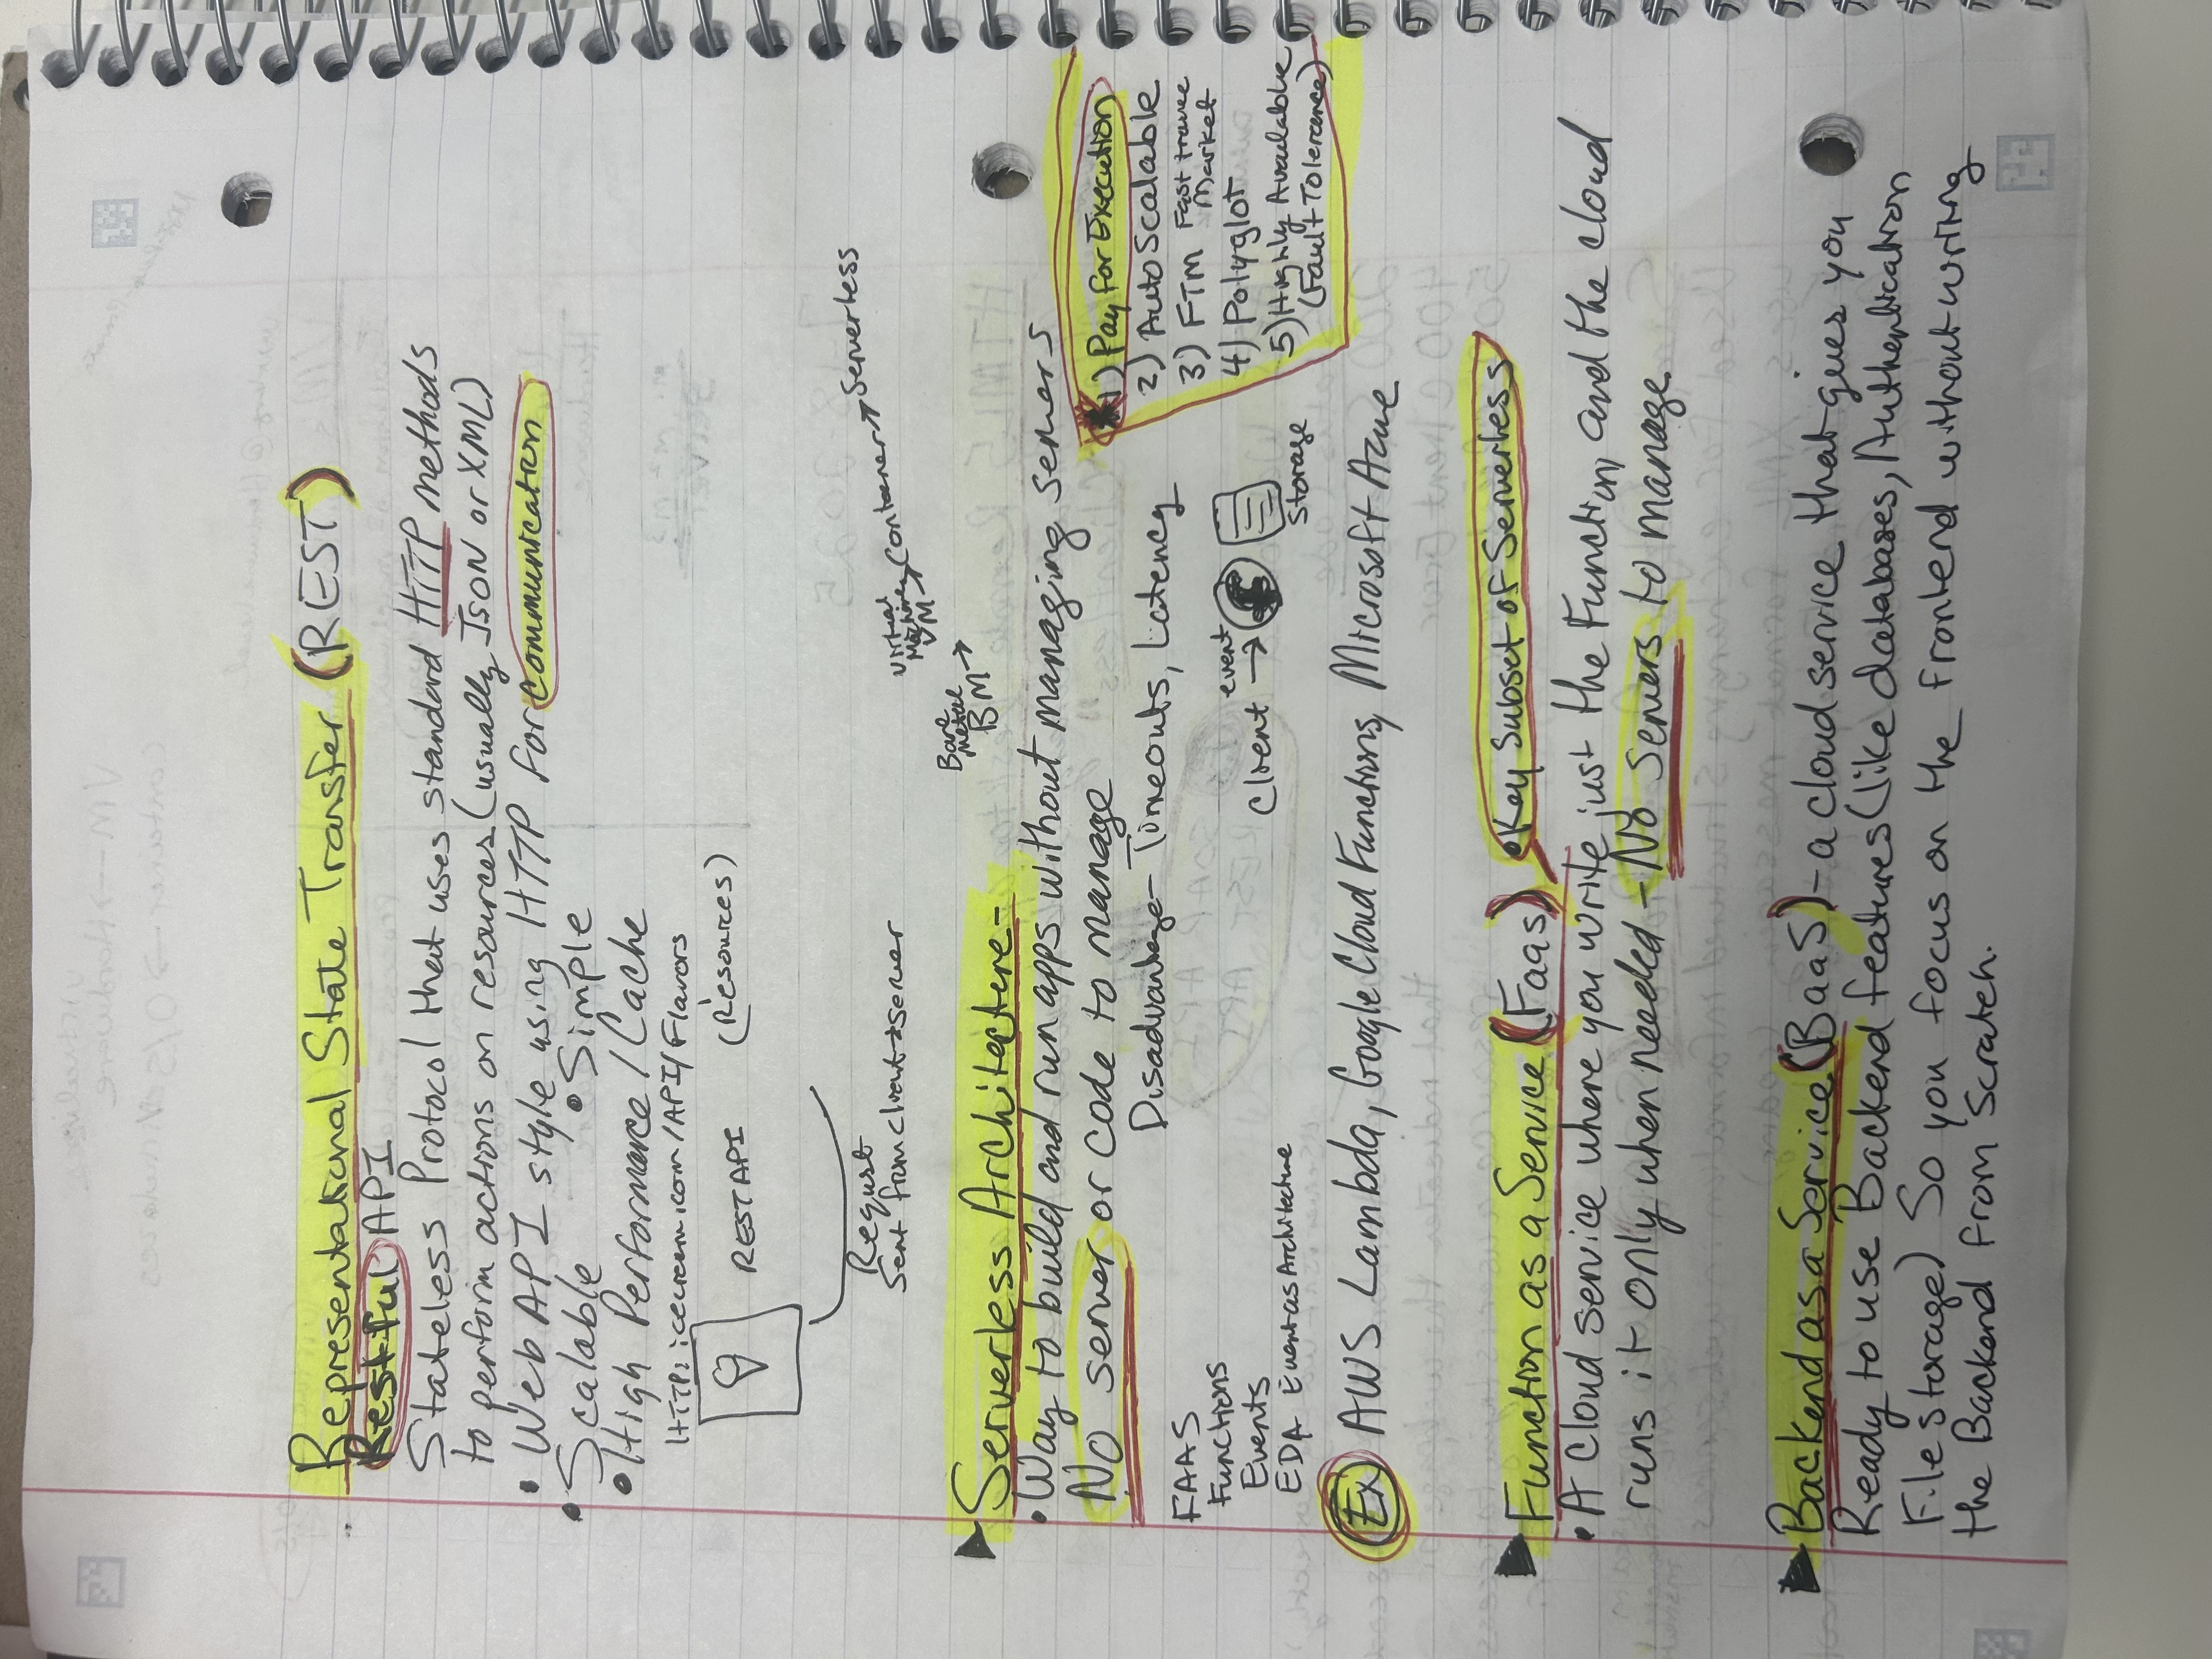 Representational State Transfer (REST)
Restful API
Stateless Protocol that uses standard HTTP methods
to perform actions on resources (usually JSON or XML)
• Web API style using HTTP for communication
• Scalable • Simple
• High Performance / Cache
HTTP: icecream.com/API/Flavors
REST API (Resources)
Requst
Sent from client → server
Bare Metal BM → Virtual Machine VM → Container → Serverless
Serverless Architecture-
• Way to build and run apps without managing servers
No server or code to manage
Disadvantage - Timeouts, Latency
1) Pay for Execution
2) Auto Scalable
3) FTM Fast Market
4) Polyglot
5) Highly Available
(Fault Tolerance)
FAAS
Functions
Events
EDA Event as Architecture
Client event →
Storage
Ex AWS Lambda, Google Cloud Functions, Microsoft Azure
Function as a Service (Faas) • Key Subset of Serverless
• A Cloud service where you write just the Function, and the cloud
runs it only when needed - No Servers to manage.
Backend as a Service (BaaS) - a cloud service that gives you
Ready to use Backend features (like databases, Authentication
File storage) So you focus on the frontend without writing
the Backend from Scratch.